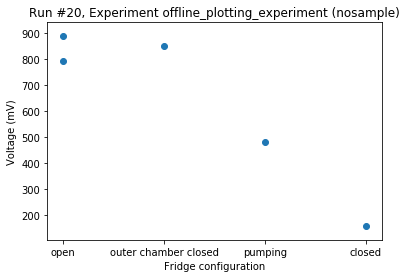 Run #20, Experiment offline_plotting_experiment (nosample)
900
800
700
600
500
400
300
200
Voltage (mV)
open outer chamber closed pumping closed
Fridge configuration